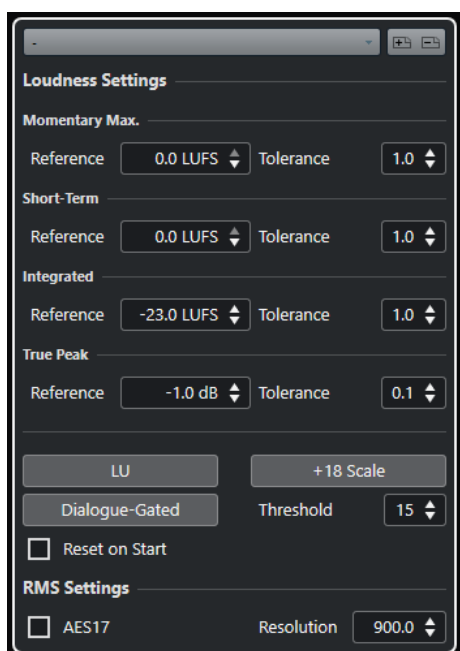 -
Loudness Settings
Momentary Max.
Reference 0.0 LUFS Tolerance 1.0
Short-Term
Reference 0.0 LUFS Tolerance 1.0
Integrated
Reference -23.0 LUFS Tolerance 1.0
True Peak
Reference -1.0 dB Tolerance 0.1
LU +18 Scale
Dialogue-Gated Threshold 15
Reset on Start
RMS Settings
AES17 Resolution 900.0